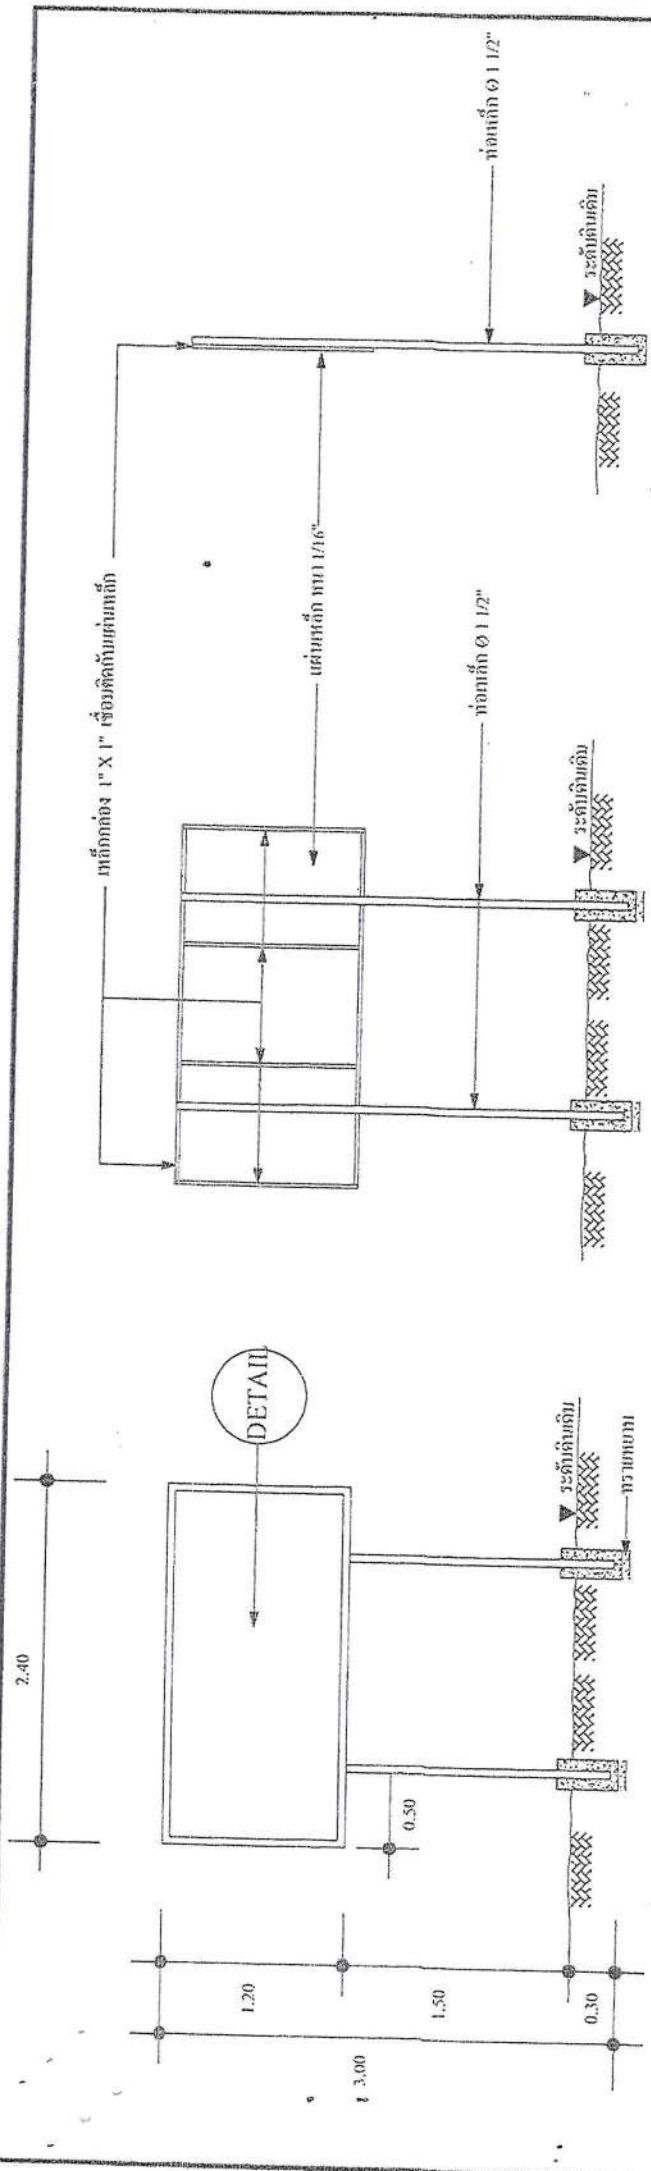 2.40
DETAIL
1.20
1.50
0.30
3.00
0.50
ระดับดินเดิม
ทรายหยาบ
เหล็กกล่อง 1" X 1" เชื่อมติดกับแผ่นเหล็ก
แผ่นเหล็ก หนา 1/16"
ท่อเหล็ก Ø 1 1/2"
ระดับดินเดิม
ท่อเหล็ก Ø 1 1/2"
ระดับดินเดิม